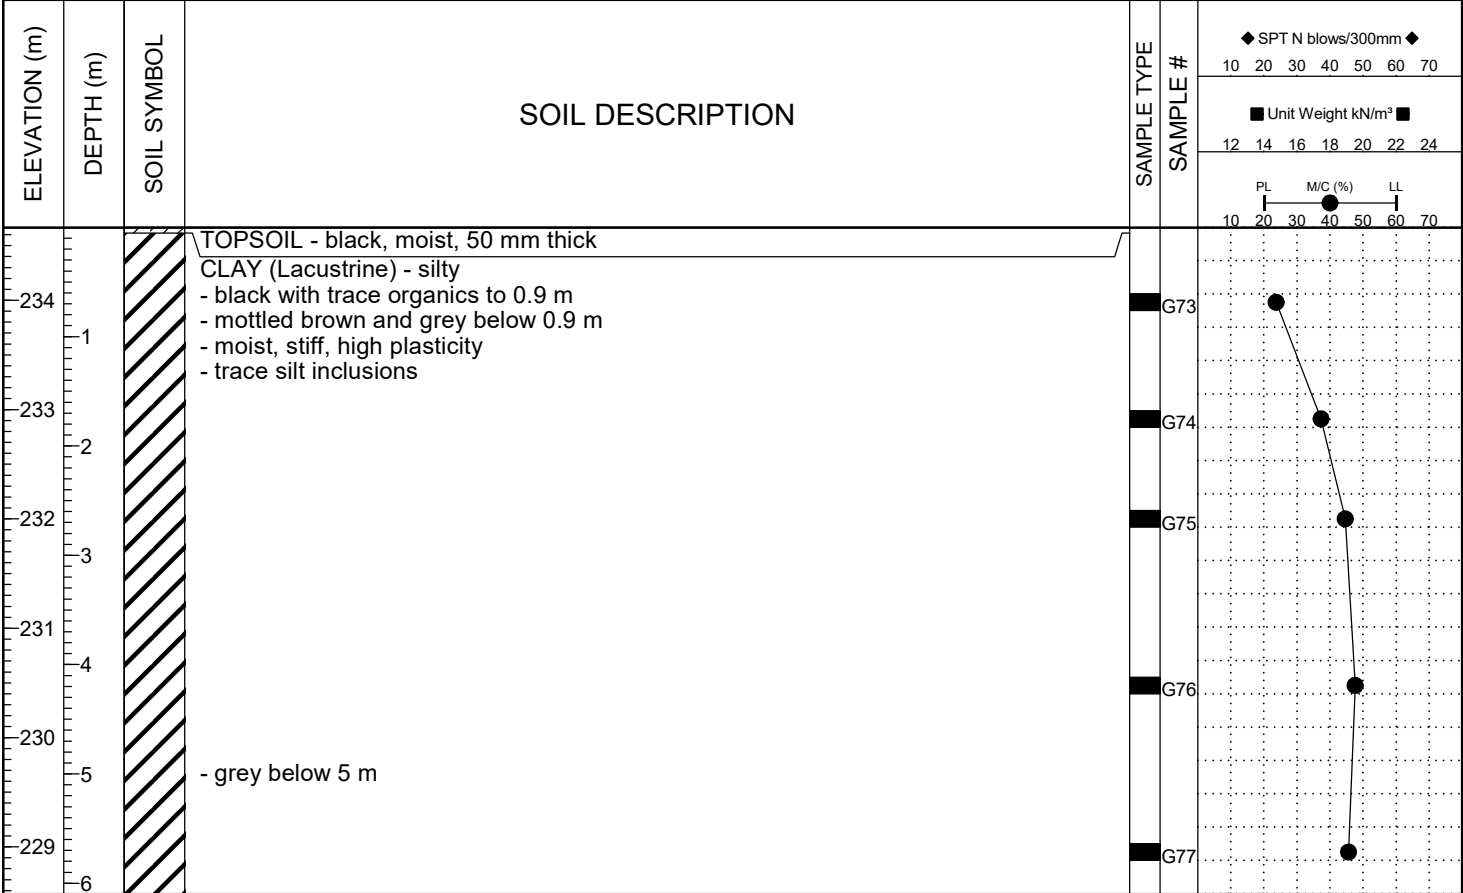 ELEVATION (m)
DEPTH (m)
SOIL SYMBOL
SOIL DESCRIPTION
SAMPLE TYPE
SAMPLE #
◆ SPT N blows/300mm ◆
10 20 30 40 50 60 70
■ Unit Weight kN/m³ ■
12 14 16 18 20 22 24
PL M/C (%) LL
10 20 30 40 50 60 70
TOPSOIL - black, moist, 50 mm thick
CLAY (Lacustrine) - silty
- black with trace organics to 0.9 m
234
G73
- mottled brown and grey below 0.9 m
1
- moist, stiff, high plasticity
- trace silt inclusions
233
G74
2
232
G75
3
231
4
G76
230
5
- grey below 5 m
229
G77
6